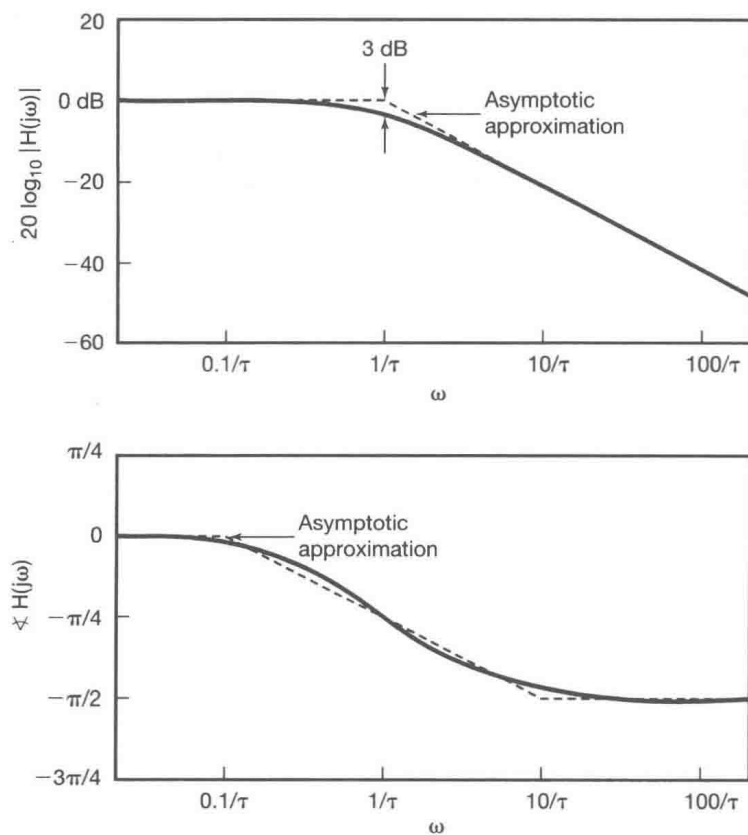 20
3 dB
0 dB
Asymptotic
approximation
−20
−40
−60
20 log₁₀ |H(jω)|
0.1/τ
1/τ
10/τ
100/τ
ω
π/4
Asymptotic
approximation
0
−π/4
−π/2
−3π/4
∢ H(jω)
0.1/τ
1/τ
10/τ
100/τ
ω